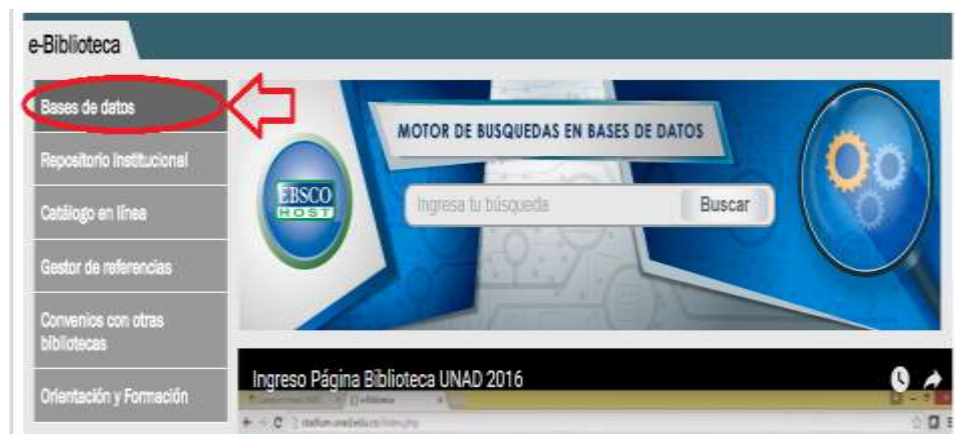 e-Biblioteca
Bases de datos
Repositorio Institucional
Catálogo en línea
Gestor de referencias
Convenios con otras
bibliotecas
Orientación y Formación
MOTOR DE BUSQUEDAS EN BASES DE DATOS
EBSCO
HOST
Ingresa tu búsqueda
Buscar
Ingreso Página Biblioteca UNAD 2016